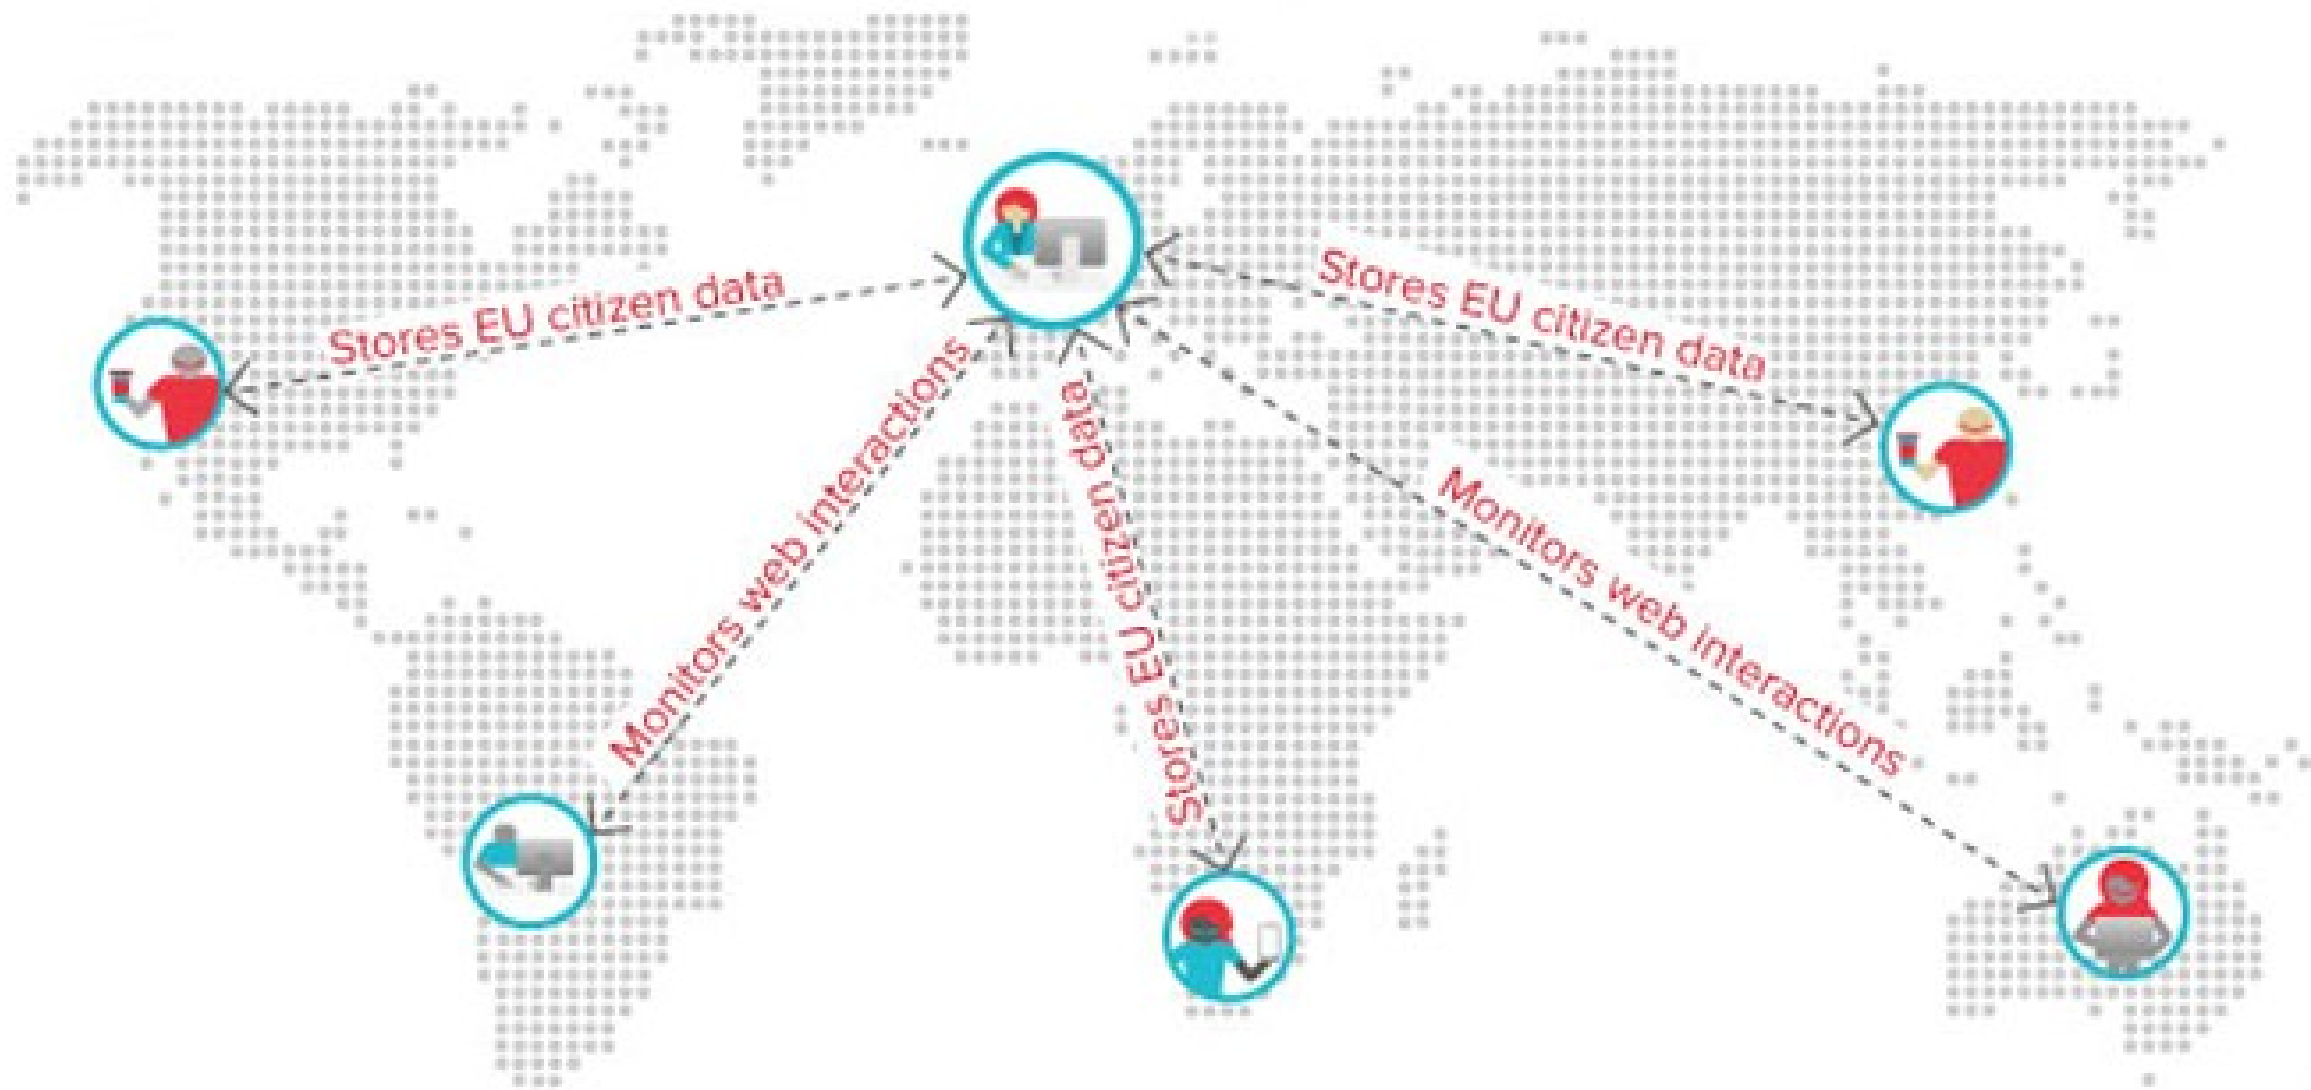 Stores EU citizen data
Stores EU citizen data
Monitors web interactions
Stores EU citizen data
Monitors web interactions